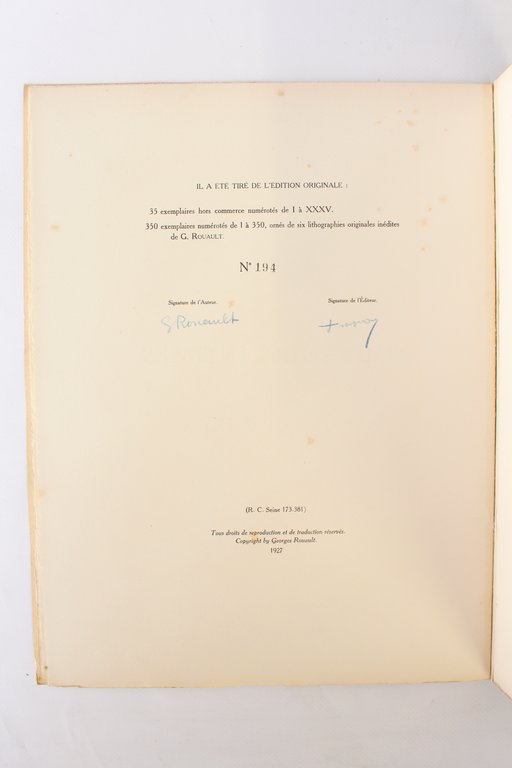 IL A ETE TIRÉ DE L'ÉDITION ORIGINALE :
35 exemplaires hors commerce numérotés de I à XXXV.
350 exemplaires numérotés de 1 à 350, ornés de six lithographies originales inédites
de G. ROUAULT.
N° 194
Signature de l'Auteur.
Signature de l'Éditeur.
G Rouault
(R. C. Seine 173-381)
Tous droits de reproduction et de traduction réservés.
Copyright by Georges Rouault.
1927